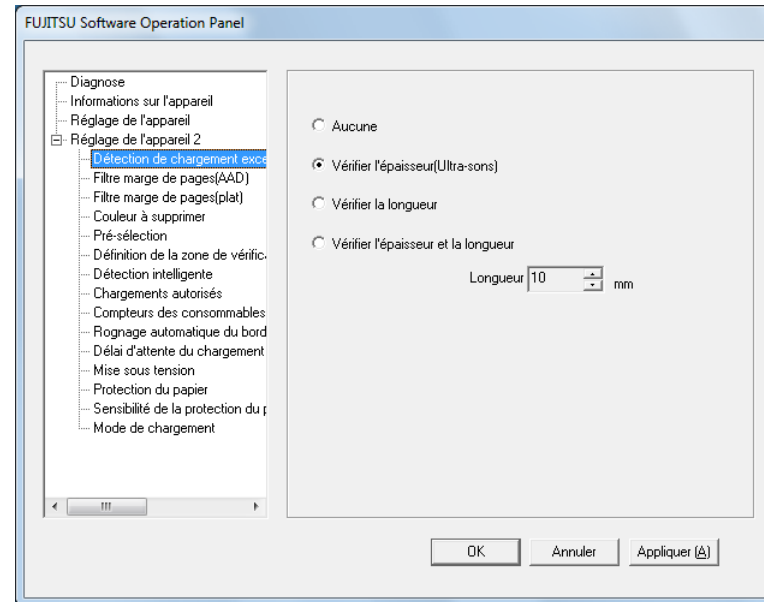 FUJITSU Software Operation Panel
Diagnose
Informations sur l'appareil
Réglage de l'appareil
Réglage de l'appareil 2
Détection de chargement exce
Filtre marge de pages(AAD)
Filtre marge de pages(plat)
Couleur à supprimer
Pré-sélection
Définition de la zone de vérific
Détection intelligente
Chargements autorisés
Compteurs des consommables
Rognage automatique du bord
Délai d'attente du chargement
Mise sous tension
Protection du papier
Sensibilité de la protection du p
Mode de chargement
Aucune
Vérifier l'épaisseur(Ultra-sons)
Vérifier la longueur
Vérifier l'épaisseur et la longueur
Longueur 10 mm
OK Annuler Appliquer (A)